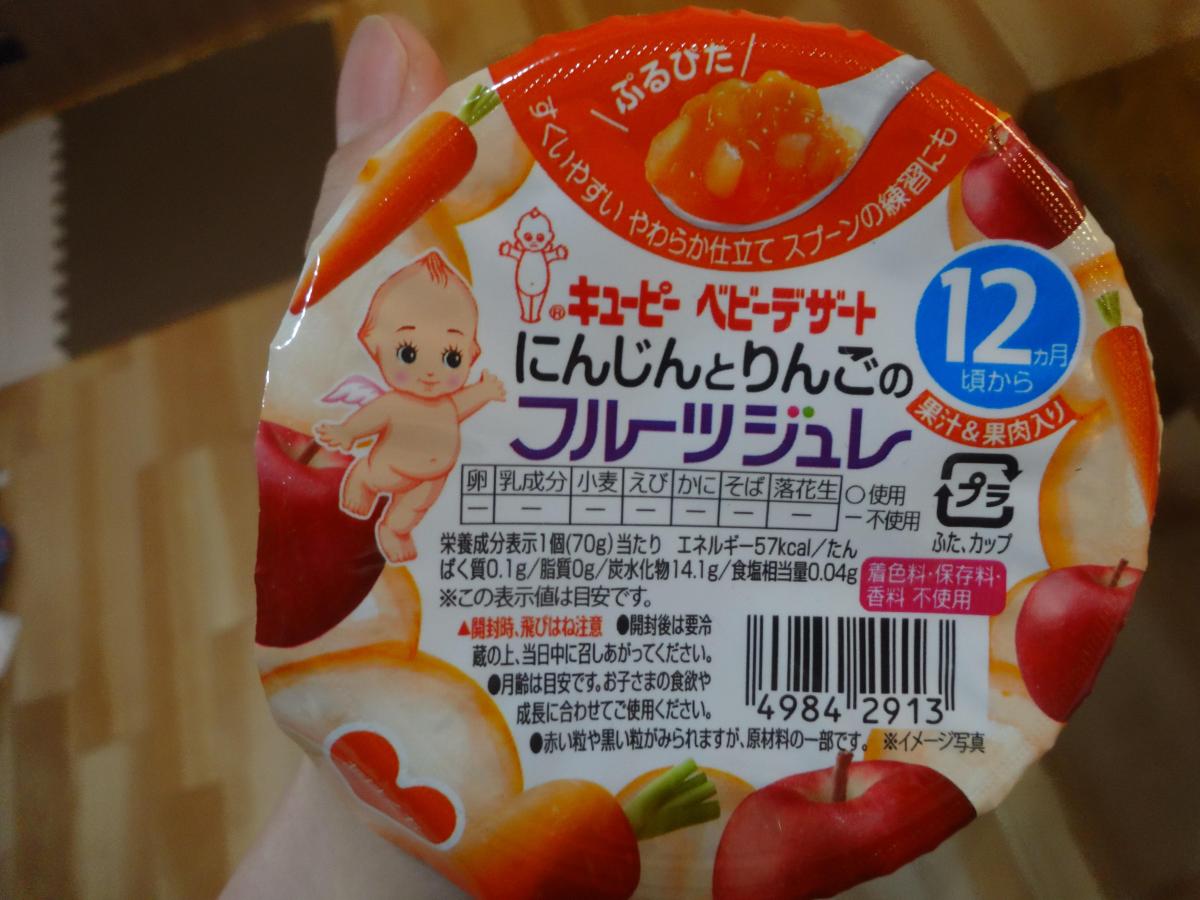 ぷるぴた
すくいやすい やわらか仕立て スプーンの練習にも
® キューピー ベビーデザート
にんじんとりんごの
フルーツジュレ
12ヵ月
頃から
果汁&果肉入り
卵 乳成分 小麦 えび かに そば 落花生 ○使用
ー ー ー ー ー ー ー ー不使用
プラ
ふた、カップ
栄養成分表示1個(70g)当たり エネルギー57kcal/たん
ぱく質0.1g/脂質0g/炭水化物14.1g/食塩相当量0.04g
※この表示値は目安です。
着色料・保存料・
香料 不使用
▲開封時、飛びはね注意 ●開封後は要冷
蔵の上、当日中に召しあがってください。
●月齢は目安です。お子さまの食欲や
成長に合わせてご使用ください。
●赤い粒や黒い粒がみられますが、原材料の一部です。 ※イメージ写真
4984 2913